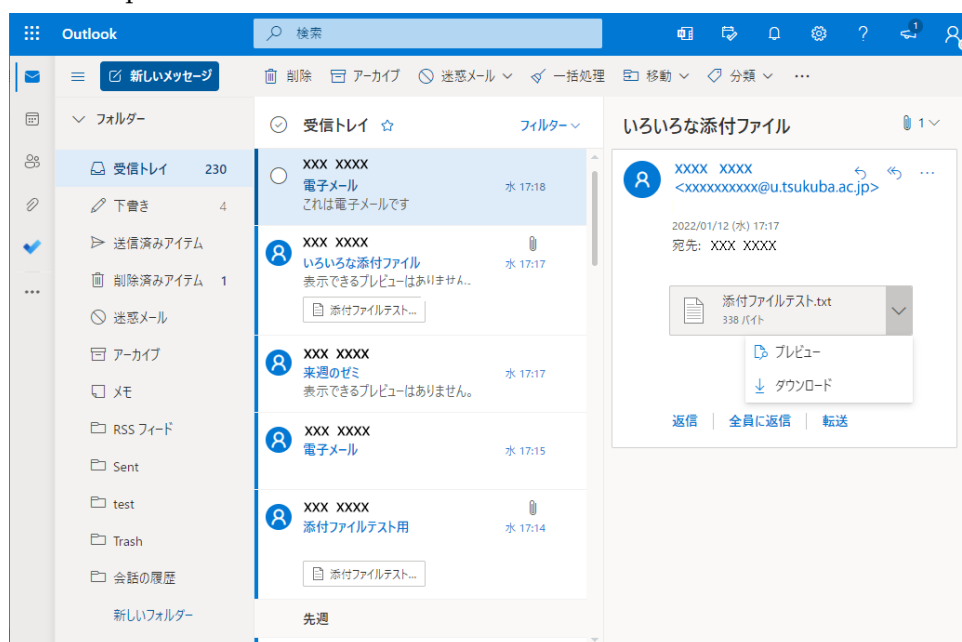 Outlook
検索
1
新しいメッセージ
削除 アーカイブ 迷惑メール 一括処理 移動 分類 …
フォルダー
受信トレイ 230
下書き 4
送信済みアイテム
削除済みアイテム 1
迷惑メール
アーカイブ
メモ
RSS フィード
Sent
test
Trash
会話の履歴
新しいフォルダー
受信トレイ フィルター
XXX XXXX
電子メール 水 17:18
これは電子メールです
XXX XXXX
いろいろな添付ファイル 水 17:17
表示できるプレビューはありません。
添付ファイルテスト...
XXX XXXX
来週のゼミ 水 17:17
表示できるプレビューはありません。
XXX XXXX
電子メール 水 17:15
XXX XXXX
添付ファイルテスト用 水 17:14
添付ファイルテスト...
先週
いろいろな添付ファイル 1
XXXX XXXX
<xxxxxxxxxx@u.tsukuba.ac.jp>
2022/01/12 (水) 17:17
宛先: XXX XXXX
添付ファイルテスト.txt
338 バイト
プレビュー
ダウンロード
返信 全員に返信 転送